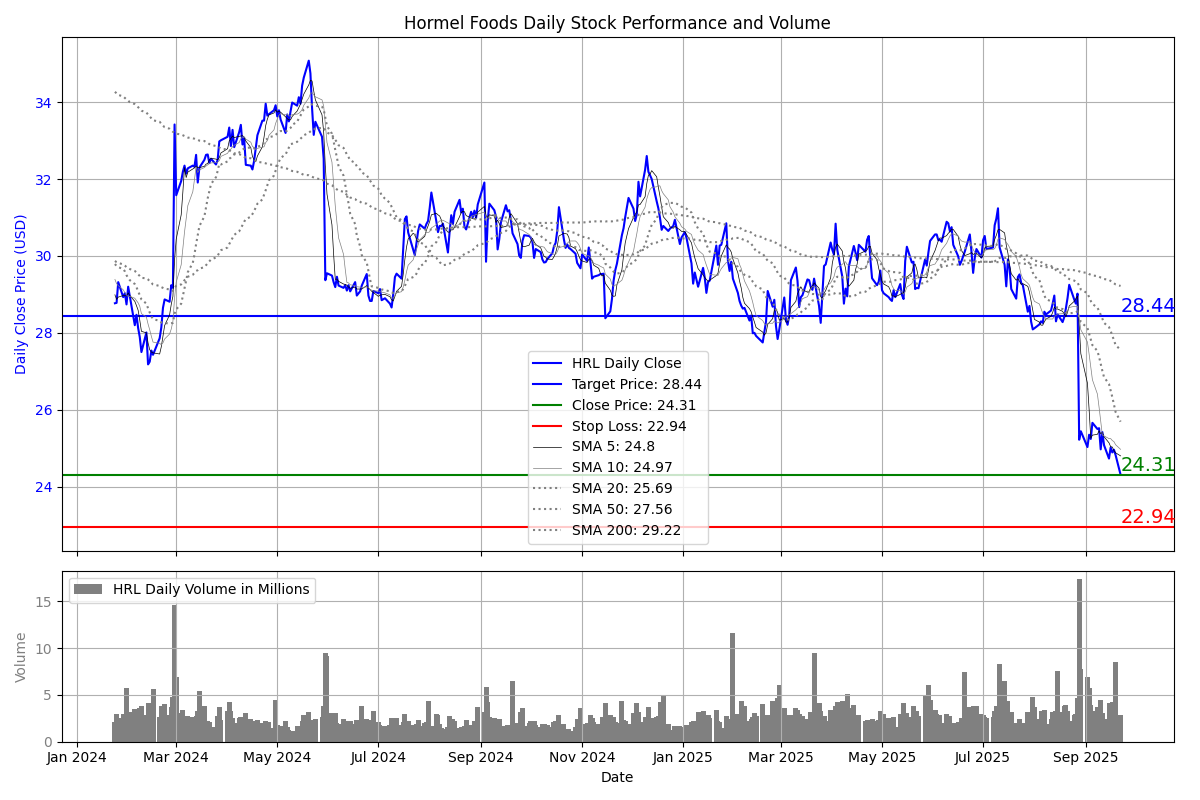 Hormel Foods Daily Stock Performance and Volume
Daily Close Price (USD)
34
32
30
28
26
24
28.44
24.31
22.94
HRL Daily Close
Target Price: 28.44
Close Price: 24.31
Stop Loss: 22.94
SMA 5: 24.8
SMA 10: 24.97
SMA 20: 25.69
SMA 50: 27.56
SMA 200: 29.22
HRL Daily Volume in Millions
Volume
15
10
5
0
Jan 2024 Mar 2024 May 2024 Jul 2024 Sep 2024 Nov 2024 Jan 2025 Mar 2025 May 2025 Jul 2025 Sep 2025
Date